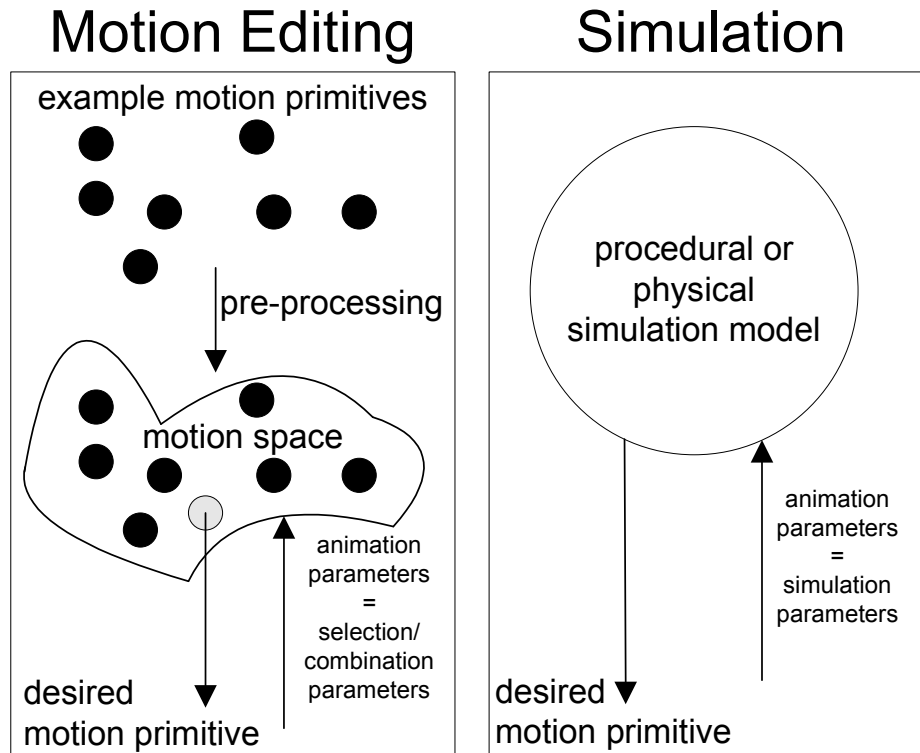 Motion Editing
example motion primitives
pre-processing
motion space
animation
parameters
=
selection/
combination
parameters
desired
motion primitive
Simulation
procedural or
physical
simulation model
animation
parameters
=
simulation
parameters
desired
motion primitive